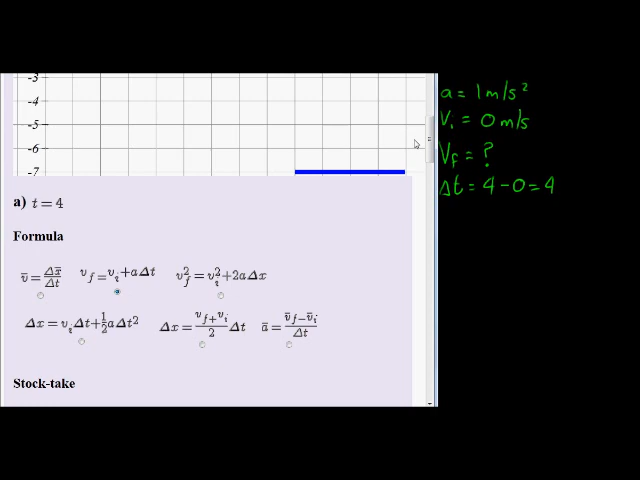 -3
-4
-5
-6
-7
a) t = 4
Formula
v̄ = Δx̄/Δt   v_f = v_i + aΔt   v_f² = v_i² + 2aΔx
Δx = v_iΔt + ½aΔt²   Δx = (v_f + v_i)/2 Δt   ā = (v̄_f − v̄_i)/Δt
Stock-take
a = 1 m/s²
V_i = 0 m/s
V_f = ?
Δt = 4 - 0 = 4